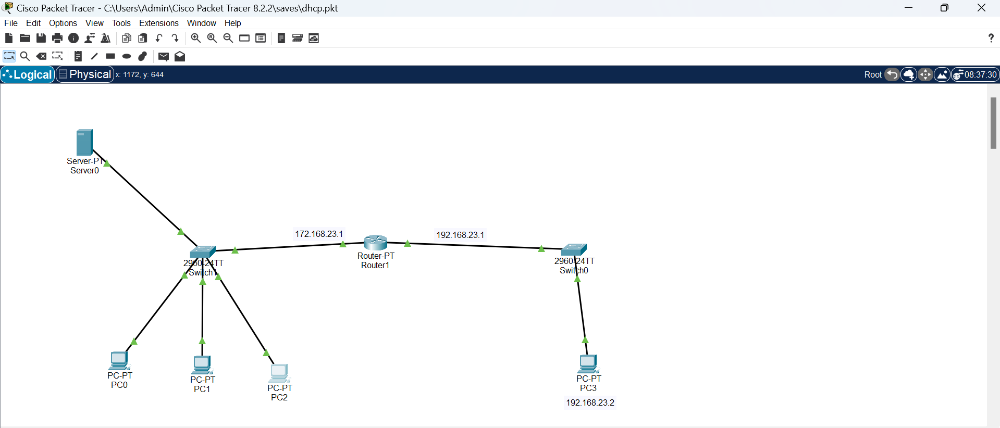 Cisco Packet Tracer - C:\Users\Admin\Cisco Packet Tracer 8.2.2\saves\dhcp.pkt
File Edit Options View Tools Extensions Window Help
?
Logical Physical x: 1172, y: 644 Root 08:37:30
Server-PT
Server0
172.168.23.1
192.168.23.1
2960-24TT
Switch1
Router-PT
Router1
2960-24TT
Switch0
PC-PT
PC0
PC-PT
PC1
PC-PT
PC2
PC-PT
PC3
192.168.23.2